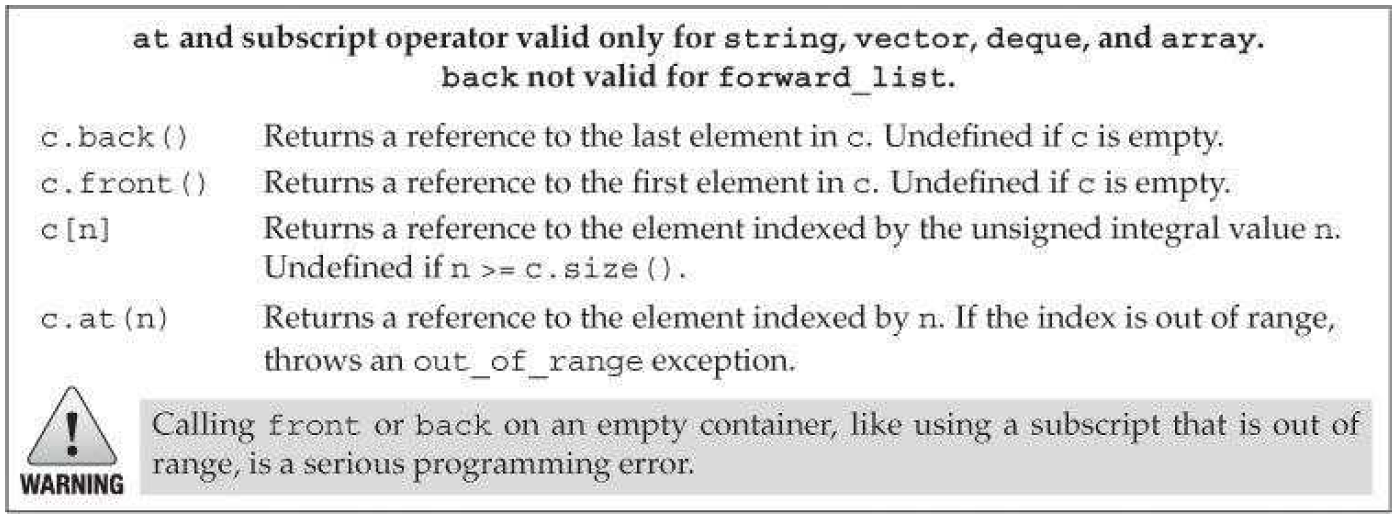 at and subscript operator valid only for string, vector, deque, and array.
back not valid for forward_list.
c.back() Returns a reference to the last element in c. Undefined if c is empty.
c.front() Returns a reference to the first element in c. Undefined if c is empty.
c[n] Returns a reference to the element indexed by the unsigned integral value n.
Undefined if n >= c.size().
c.at(n) Returns a reference to the element indexed by n. If the index is out of range,
throws an out_of_range exception.
Calling front or back on an empty container, like using a subscript that is out of
range, is a serious programming error.
WARNING